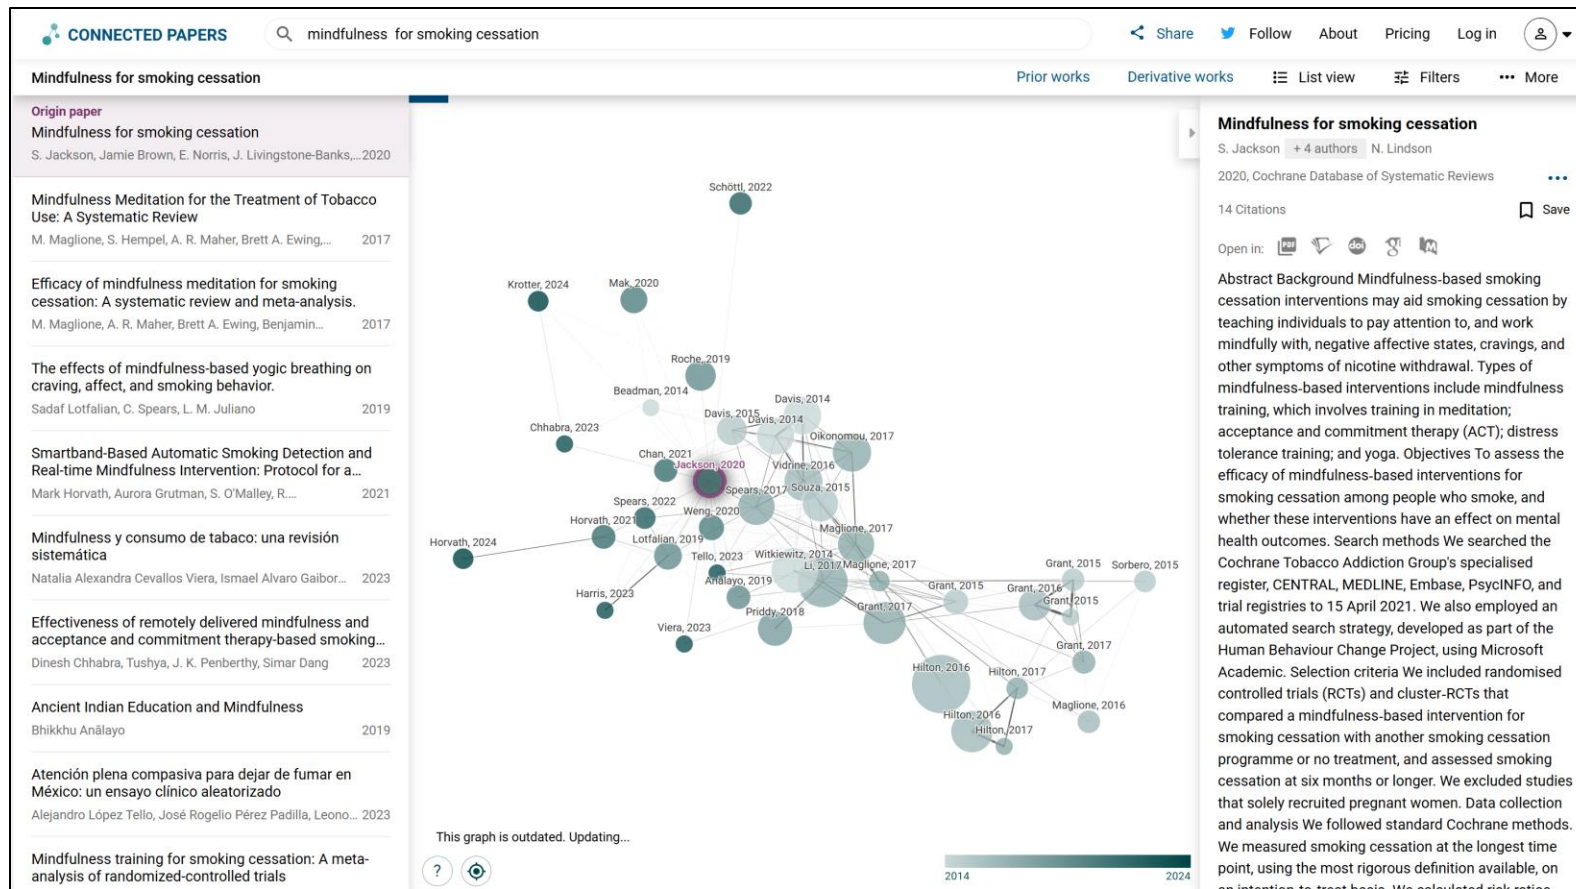 CONNECTED PAPERS
mindfulness for smoking cessation
Share
Follow
About
Pricing
Log in
Mindfulness for smoking cessation
Prior works
Derivative works
List view
Filters
More
Origin paper
Mindfulness for smoking cessation
S. Jackson, Jamie Brown, E. Norris, J. Livingstone-Banks,... 2020
Mindfulness Meditation for the Treatment of Tobacco
Use: A Systematic Review
M. Maglione, S. Hempel, A. R. Maher, Brett A. Ewing,... 2017
Efficacy of mindfulness meditation for smoking
cessation: A systematic review and meta-analysis.
M. Maglione, A. R. Maher, Brett A. Ewing, Benjamin... 2017
The effects of mindfulness-based yogic breathing on
craving, affect, and smoking behavior.
Sadaf Lotfalian, C. Spears, L. M. Juliano 2019
Smartband-Based Automatic Smoking Detection and
Real-time Mindfulness Intervention: Protocol for a...
Mark Horvath, Aurora Grutman, S. O'Malley, R.... 2021
Mindfulness y consumo de tabaco: una revisión
sistemática
Natalia Alexandra Cevallos Viera, Ismael Alvaro Gaibor... 2023
Effectiveness of remotely delivered mindfulness and
acceptance and commitment therapy-based smoking...
Dinesh Chhabra, Tushya, J. K. Penberthy, Simar Dang 2023
Ancient Indian Education and Mindfulness
Bhikkhu Anālayo 2019
Atención plena compasiva para dejar de fumar en
México: un ensayo clínico aleatorizado
Alejandro López Tello, José Rogelio Pérez Padilla, Leono... 2023
Mindfulness training for smoking cessation: A meta-
analysis of randomized-controlled trials
Schöttl, 2022
Krotter, 2024
Mak, 2020
Roche, 2019
Beadman, 2014
Davis, 2014
Davis, 2015
Davis, 2014
Chhabra, 2023
Oikonomou, 2017
Chan, 2021
Jackson, 2020
Vidrine, 2016
Spears, 2017
Souza, 2015
Spears, 2022
Weng, 2020
Horvath, 2021
Maglione, 2017
Lotfalian, 2019
Horvath, 2024
Tello, 2023
Witkiewitz, 2014
Li, 2017
Maglione, 2017
Grant, 2015
Sorbero, 2015
Anālayo, 2019
Grant, 2015
Grant, 2016
Grant, 2015
Harris, 2023
Priddy, 2018
Grant, 2017
Viera, 2023
Grant, 2017
Hilton, 2016
Hilton, 2017
Maglione, 2016
Hilton, 2016
Hilton, 2017
This graph is outdated. Updating...
?
2014
2024
Mindfulness for smoking cessation
S. Jackson + 4 authors N. Lindson
2020, Cochrane Database of Systematic Reviews
14 Citations
Save
Open in:
PDF
doi
Abstract Background Mindfulness-based smoking
cessation interventions may aid smoking cessation by
teaching individuals to pay attention to, and work
mindfully with, negative affective states, cravings, and
other symptoms of nicotine withdrawal. Types of
mindfulness-based interventions include mindfulness
training, which involves training in meditation;
acceptance and commitment therapy (ACT); distress
tolerance training; and yoga. Objectives To assess the
efficacy of mindfulness-based interventions for
smoking cessation among people who smoke, and
whether these interventions have an effect on mental
health outcomes. Search methods We searched the
Cochrane Tobacco Addiction Group's specialised
register, CENTRAL, MEDLINE, Embase, PsycINFO, and
trial registries to 15 April 2021. We also employed an
automated search strategy, developed as part of the
Human Behaviour Change Project, using Microsoft
Academic. Selection criteria We included randomised
controlled trials (RCTs) and cluster-RCTs that
compared a mindfulness-based intervention for
smoking cessation with another smoking cessation
programme or no treatment, and assessed smoking
cessation at six months or longer. We excluded studies
that solely recruited pregnant women. Data collection
and analysis We followed standard Cochrane methods.
We measured smoking cessation at the longest time
point, using the most rigorous definition available, on
an intention-to-treat basis. We calculated risk ratios